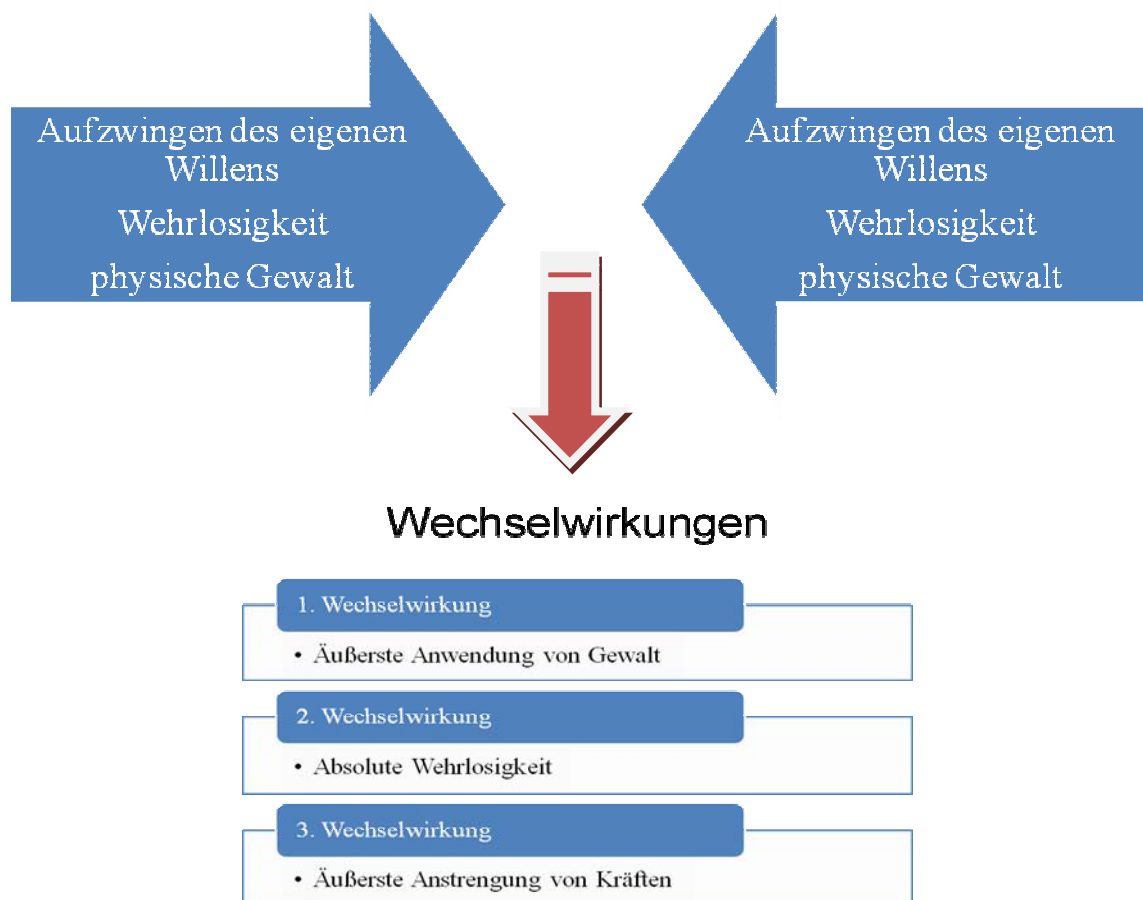 Aufzwingen des eigenen
Willens
Wehrlosigkeit
physische Gewalt
Aufzwingen des eigenen
Willens
Wehrlosigkeit
physische Gewalt
Wechselwirkungen
1. Wechselwirkung
• Äußerste Anwendung von Gewalt
2. Wechselwirkung
• Absolute Wehrlosigkeit
3. Wechselwirkung
• Äußerste Anstrengung von Kräften